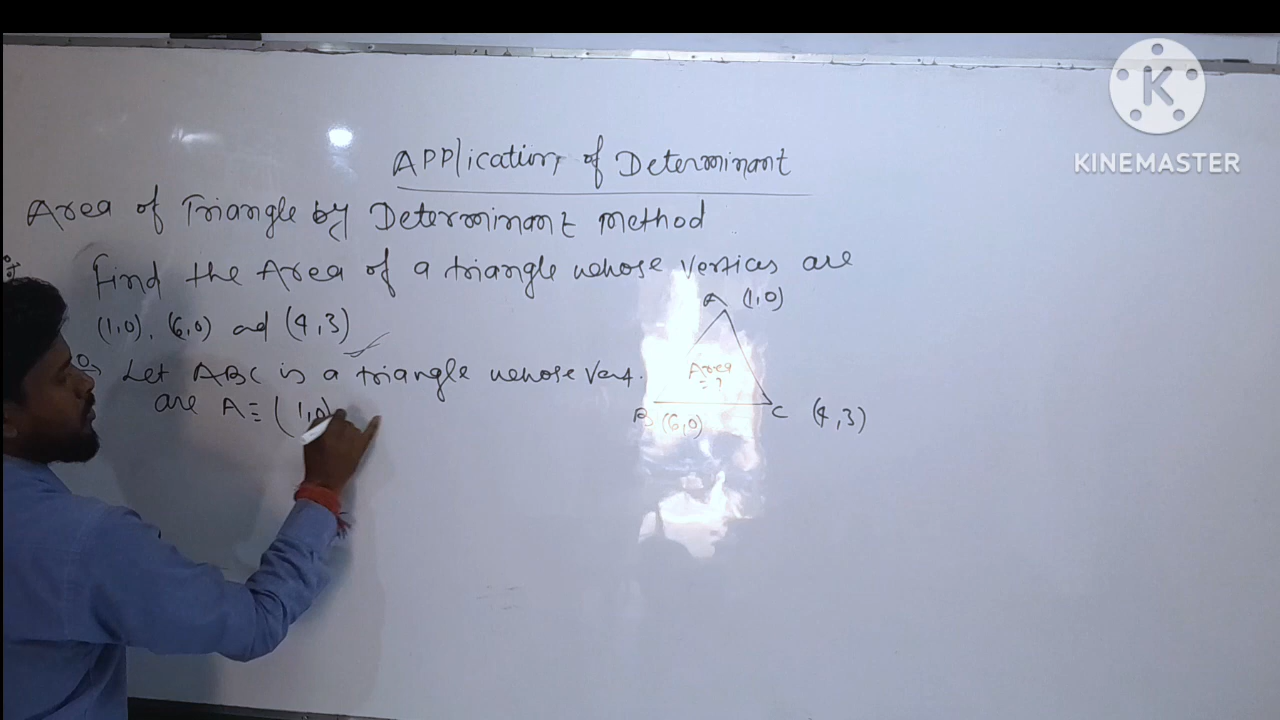 KINEMASTER
Application of Determinant
Area of Triangle by Determinant method
Find the Area of a triangle whose vertices are
(1,0), (6,0) and (4,3)
Let ABC is a triangle whose Vert.
are A ≡ (1,0)
A (1,0)
Area
= ?
B (6,0)
C (4,3)